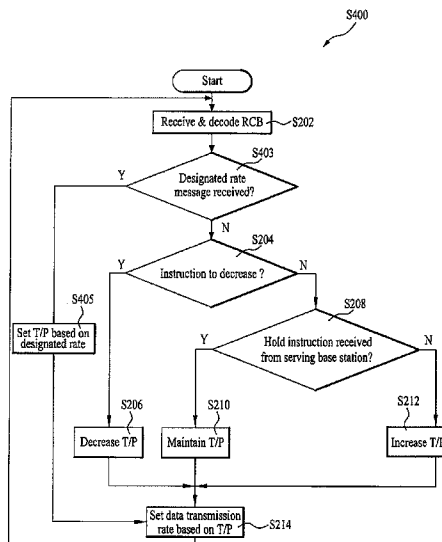 S400
Start
Receive & decode RCB
S202
S403
Designated rate
message received?
Y
N
S204
Instruction to decrease ?
Y
N
S405
Set T/P based on
designated rate
S208
Hold instruction received
from serving base station?
Y
N
S206
Decrease T/P
S210
Maintain T/P
S212
Increase T/P
Set data transmission
rate based on T/P
S214